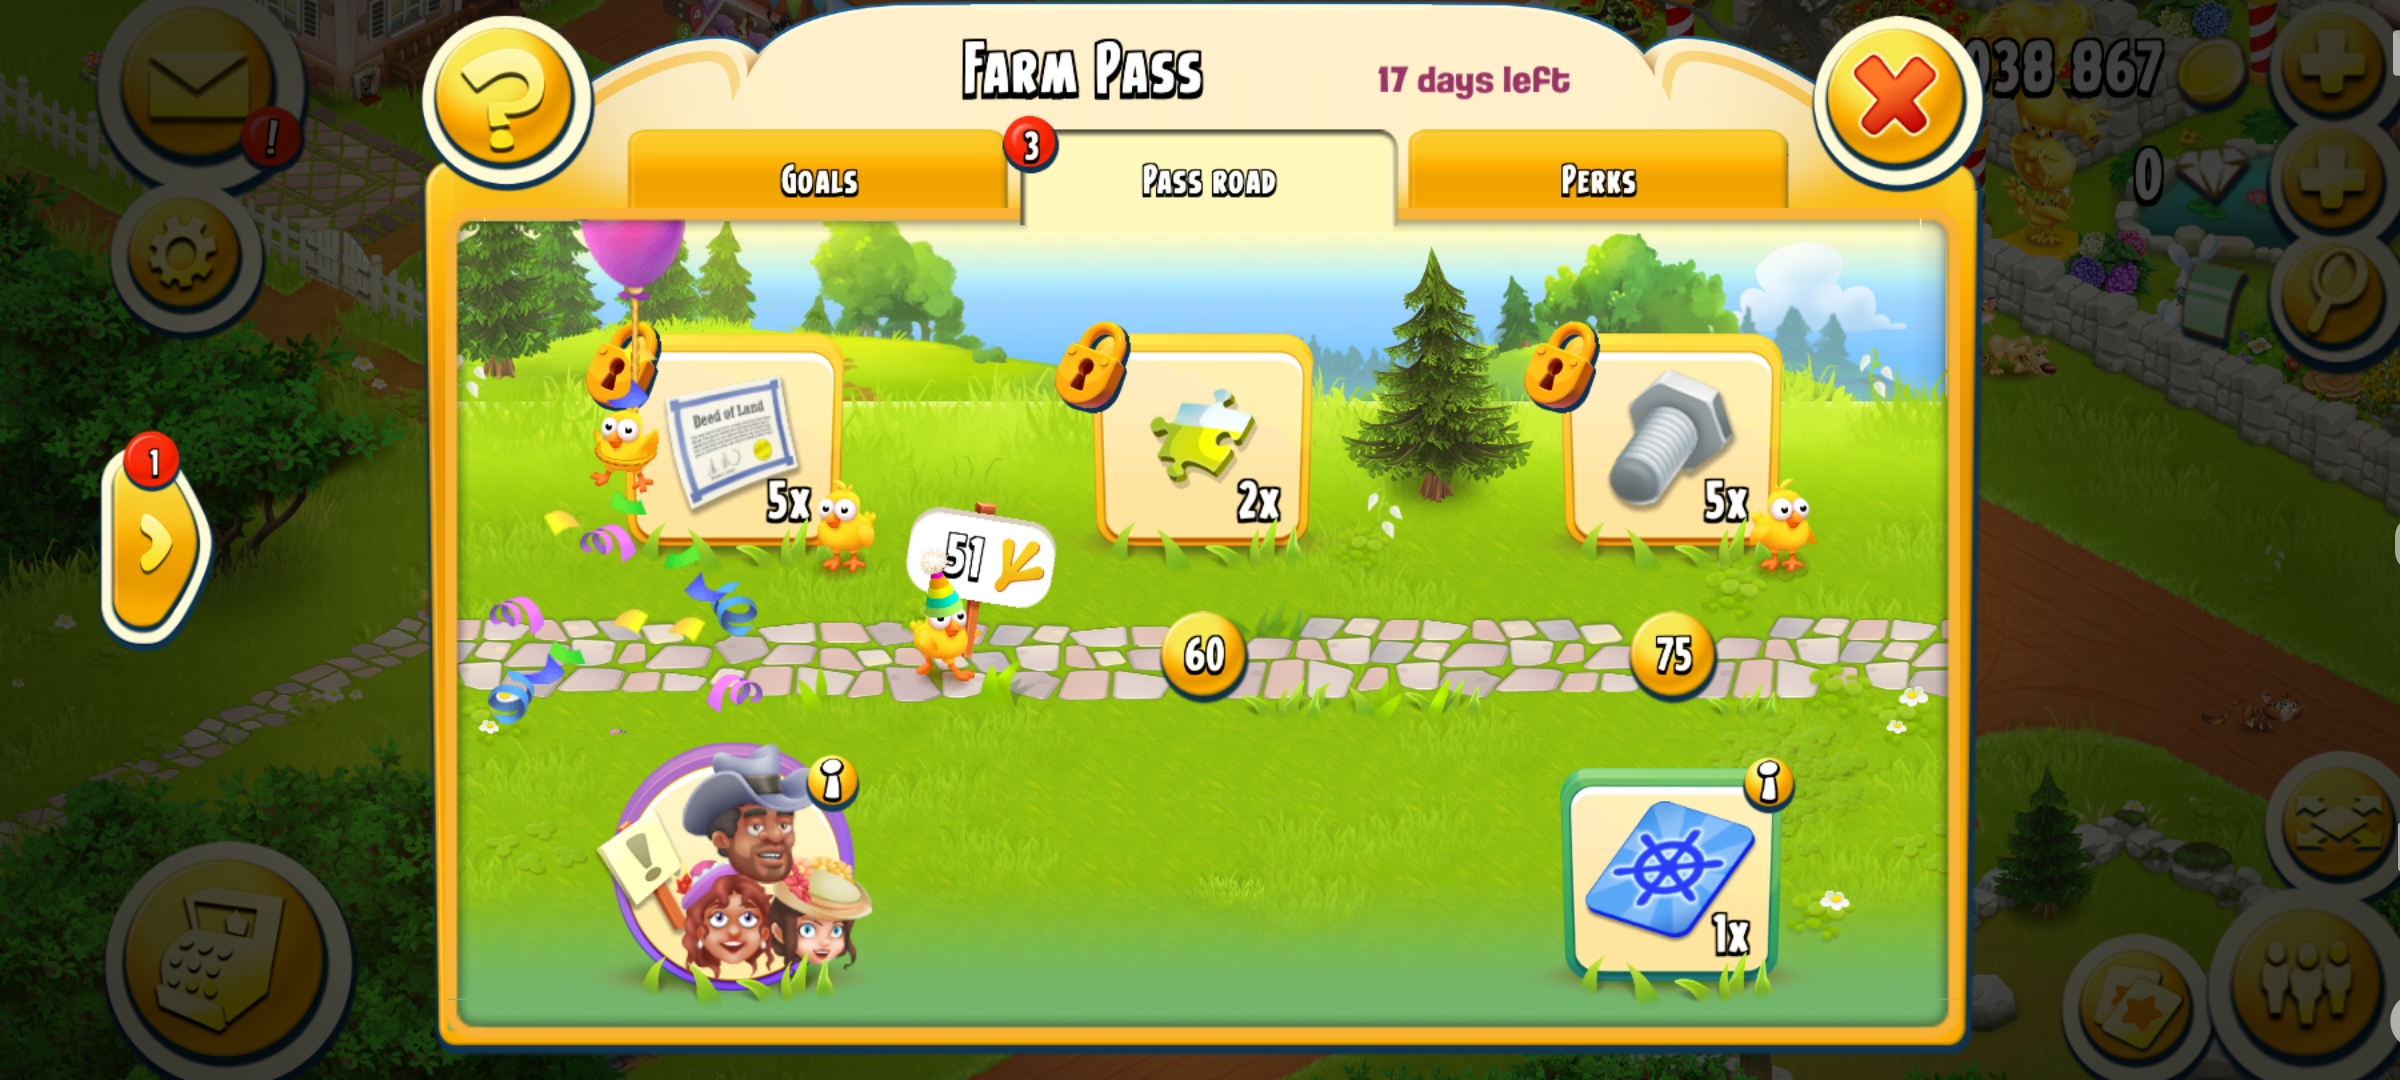 FARM PASS
17 days left
038 867
0
!
3
GOALS
PASS ROAD
PERKS
1
Deed of Land
5x
2x
5x
51
60
75
!
i
i
1x